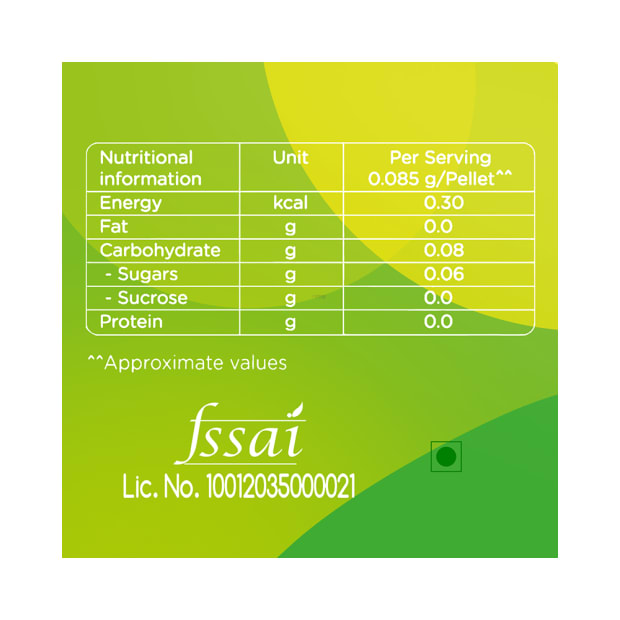 Nutritional information Unit Per Serving 0.085 g/Pellet^^
Energy kcal 0.30
Fat g 0.0
Carbohydrate g 0.08
- Sugars g 0.06
- Sucrose g 0.0
Protein g 0.0
^^Approximate values
fssai
Lic. No. 10012035000021